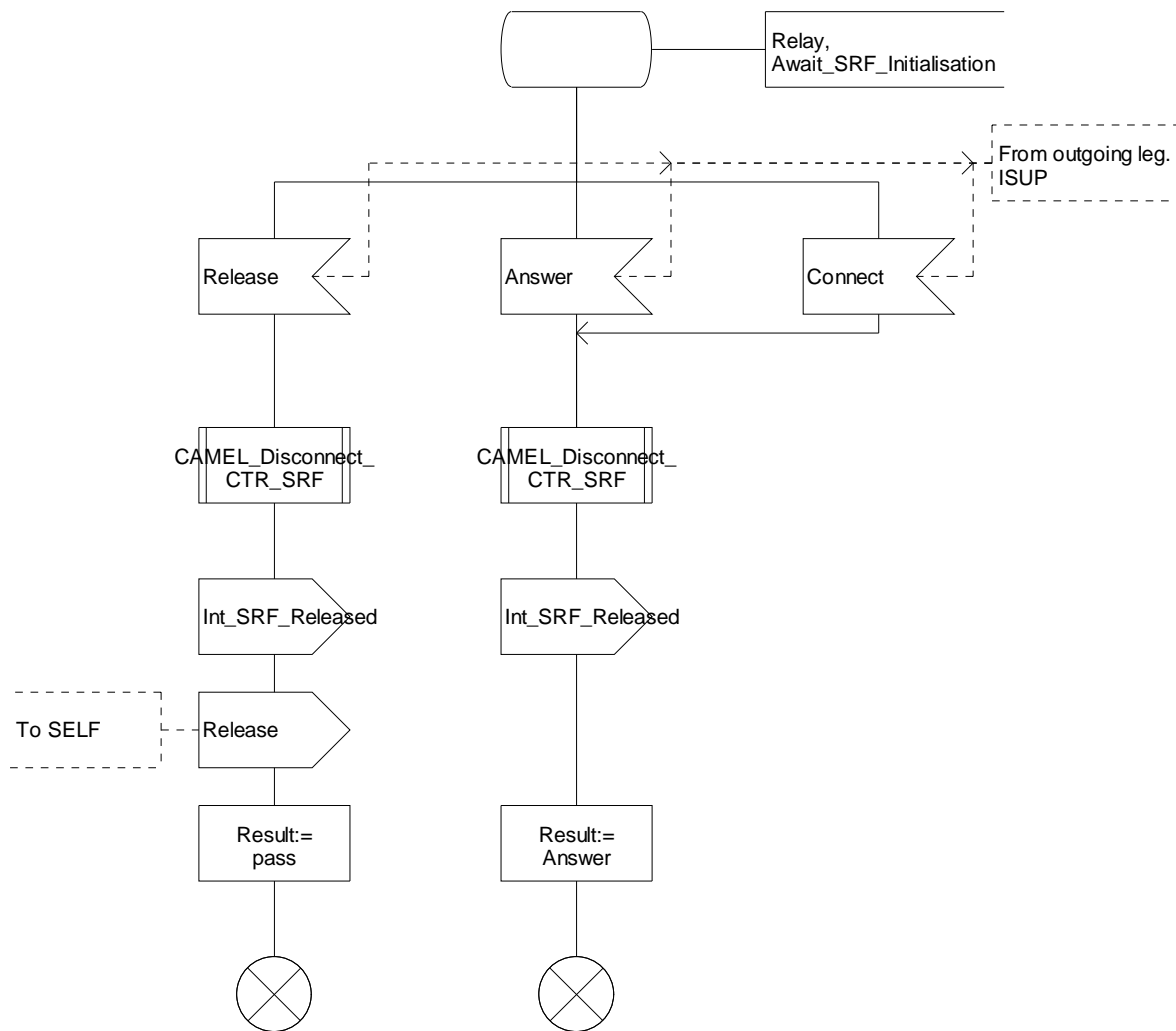 Relay,
Await_SRF_Initialisation
From outgoing leg.
ISUP
Release
Answer
Connect
CAMEL_Disconnect_
CTR_SRF
CAMEL_Disconnect_
CTR_SRF
Int_SRF_Released
Int_SRF_Released
To SELF
Release
Result:=
pass
Result:=
Answer